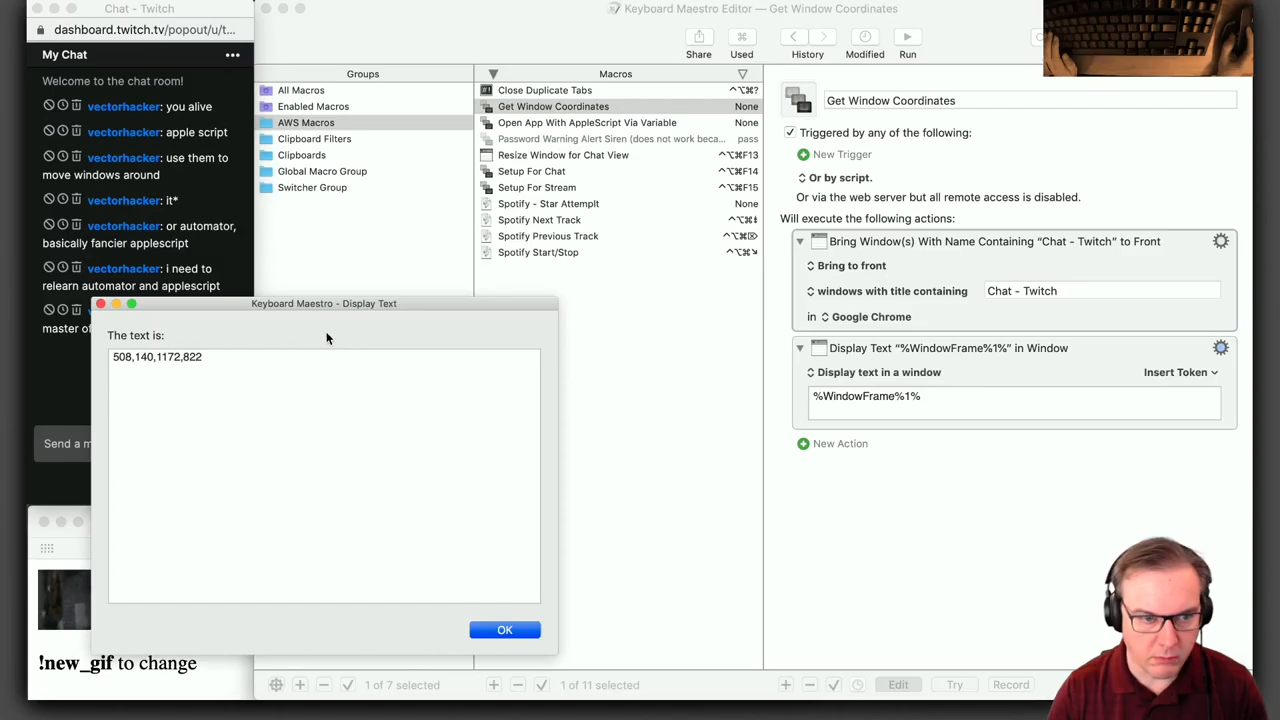 Chat - Twitch
dashboard.twitch.tv/popout/u/t...
My Chat
Welcome to the chat room!
vectorhacker: you alive
vectorhacker: apple script
vectorhacker: use them to
move windows around
vectorhacker: it*
vectorhacker: or automator,
basically fancier applescript
vectorhacker: i need to
relearn automator and applescript
master of
Send a m
!new_gif to change
Keyboard Maestro Editor — Get Window Coordinates
Share
Used
History
Modified
Run
Groups
All Macros
Enabled Macros
AWS Macros
Clipboard Filters
Clipboards
Global Macro Group
Switcher Group
Macros
Close Duplicate Tabs ^⌥⌘?
Get Window Coordinates None
Open App With AppleScript Via Variable None
Password Warning Alert Siren (does not work beca... pass
Resize Window for Chat View ^⌥⌘F13
Setup For Chat ^⌥⌘F14
Setup For Stream ^⌥⌘F15
Spotify - Star Attempt None
Spotify Next Track ^⌥⌘⇟
Spotify Previous Track ^⌥⌘⌦
Spotify Start/Stop ^⌥⌘↘
Get Window Coordinates
Triggered by any of the following:
New Trigger
Or by script.
Or via the web server but all remote access is disabled.
Will execute the following actions:
Bring Window(s) With Name Containing “Chat - Twitch” to Front
Bring to front
windows with title containing Chat - Twitch
in Google Chrome
Display Text “%WindowFrame%1%” in Window
Display text in a window Insert Token
%WindowFrame%1%
New Action
Keyboard Maestro - Display Text
The text is:
508,140,1172,822
OK
1 of 7 selected
1 of 11 selected
Edit
Try
Record